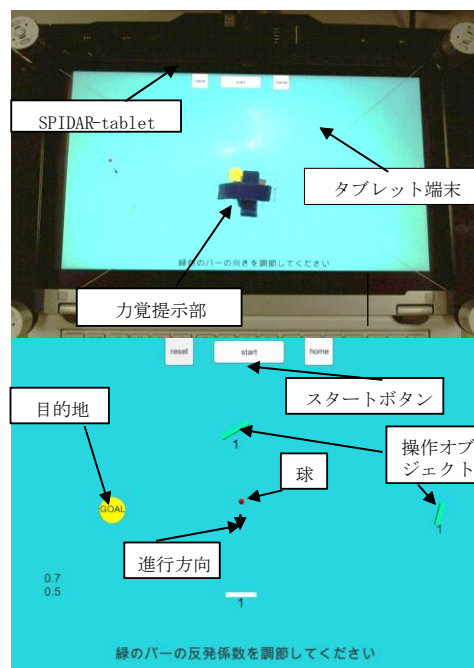 reset
start
home
SPIDAR-tablet
タブレット端末
緑色のバーの向きを調節してください
力覚提示部
reset
start
home
スタートボタン
目的地
1
操作オブ
ジェクト
球
GOAL
1
進行方向
0.7
0.5
1
緑のバーの反発係数を調節してください